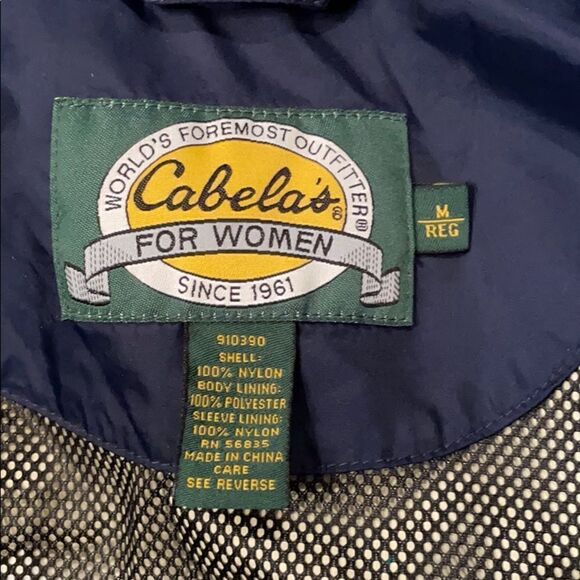 WORLD'S FOREMOST OUTFITTER®
Cabela's®
FOR WOMEN
SINCE 1961
M
REG
910390
SHELL:
100% NYLON
BODY LINING:
100% POLYESTER
SLEEVE LINING:
100% NYLON
RN 56835
MADE IN CHINA
CARE
SEE REVERSE